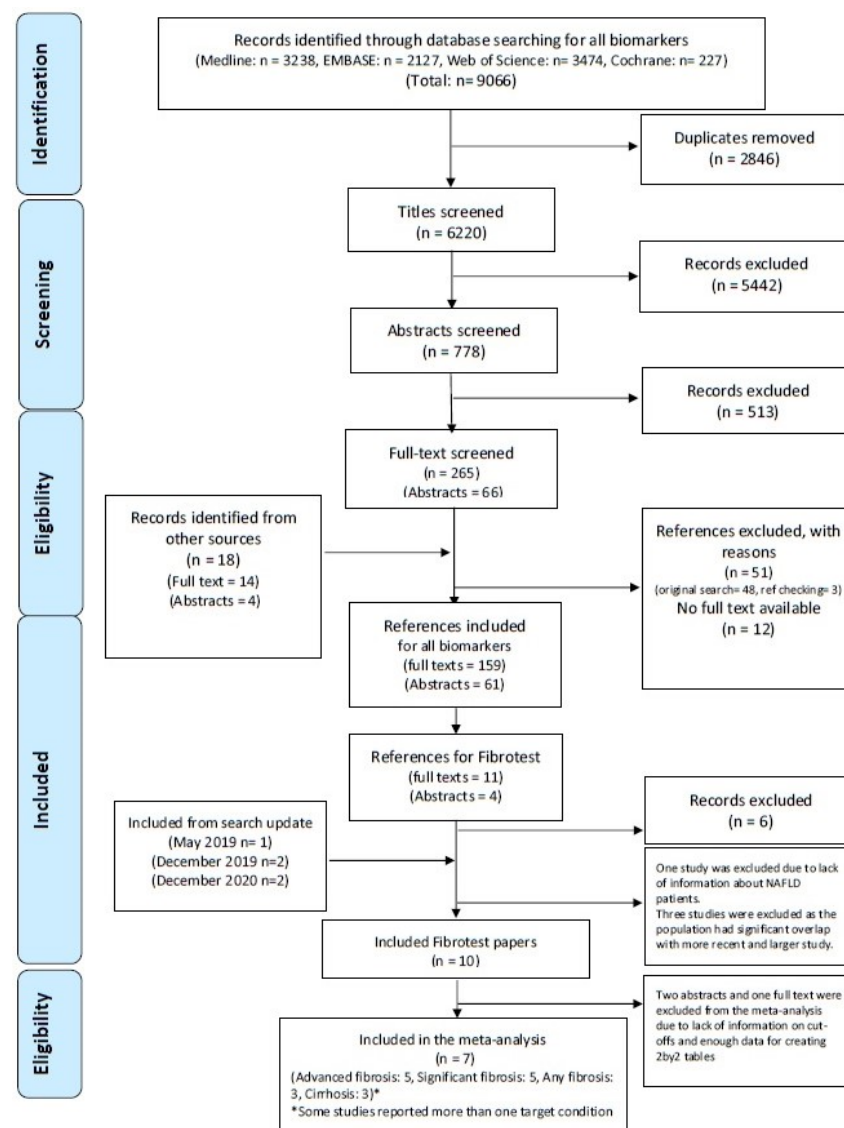 Identification
Records identified through database searching for all biomarkers
(Medline: n = 3238, EMBASE: n = 2127, Web of Science: n = 3474, Cochrane: n= 227)
(Total: n= 9066)
Duplicates removed
(n = 2846)
Titles screened
(n = 6220)
Screening
Records excluded
(n = 5442)
Abstracts screened
(n = 778)
Records excluded
(n = 513)
Eligibility
Full-text screened
(n = 265)
(Abstracts = 66)
Records identified from
other sources
(n = 18)
(Full text = 14)
(Abstracts = 4)
References excluded, with
reasons
(n = 51)
(original search= 48, ref checking= 3)
No full text available
(n = 12)
Included
References included
for all biomarkers
(full texts = 159)
(Abstracts = 61)
References for Fibrotest
(full texts = 11)
(Abstracts = 4)
Records excluded
(n = 6)
Included from search update
(May 2019 n= 1)
(December 2019 n=2)
(December 2020 n=2)
One study was excluded due to lack
of information about NAFLD
patients.
Three studies were excluded as the
population had significant overlap
with more recent and larger study.
Included Fibrotest papers
(n = 10)
Eligibility
Two abstracts and one full text were
excluded from the meta-analysis
due to lack of information on cut-
offs and enough data for creating
2by2 tables
Included in the meta-analysis
(n = 7)
(Advanced fibrosis: 5, Significant fibrosis: 5, Any fibrosis:
3, Cirrhosis: 3)*
*Some studies reported more than one target condition